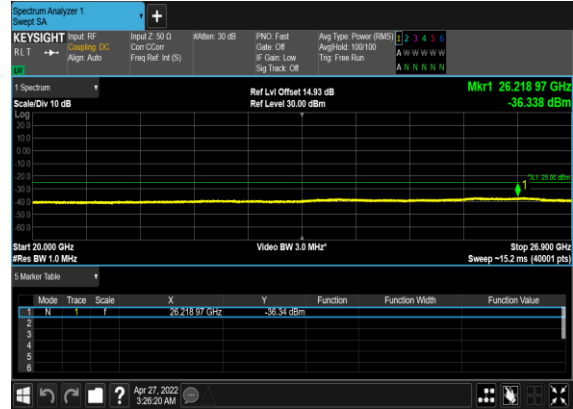 Spectrum Analyzer 1
Swept SA
+
KEYSIGHT Input: RF Input Z: 50 Ω #Atten: 30 dB PNO: Fast Avg Type: Power (RMS) 1 2 3 4 5 6
RLT Coupling: DC Corr CCorr Gate: Off Avg|Hold: 100/100 A W W W W W
Align: Auto Freq Ref: Int (S) IF Gain: Low Trig: Free Run
Sig Track: Off A N N N N N
1 Spectrum Ref Lvl Offset 14.93 dB Mkr1 26.218 97 GHz
Scale/Div 10 dB Ref Level 30.00 dBm -36.338 dBm
Log
20.0
10.0
0.00
-10.0
-20.0
DL1 -25.00 dBm
1
-30.0
-40.0
-50.0
-60.0
Start 20.000 GHz Video BW 3.0 MHz* Stop 26.900 GHz
#Res BW 1.0 MHz Sweep ~15.2 ms (40001 pts)
5 Marker Table
Mode Trace Scale X Y Function Function Width Function Value
1 N 1 f 26.218 97 GHz -36.34 dBm
2
3
4
5
6
? Apr 27, 2022
3:26:20 AM